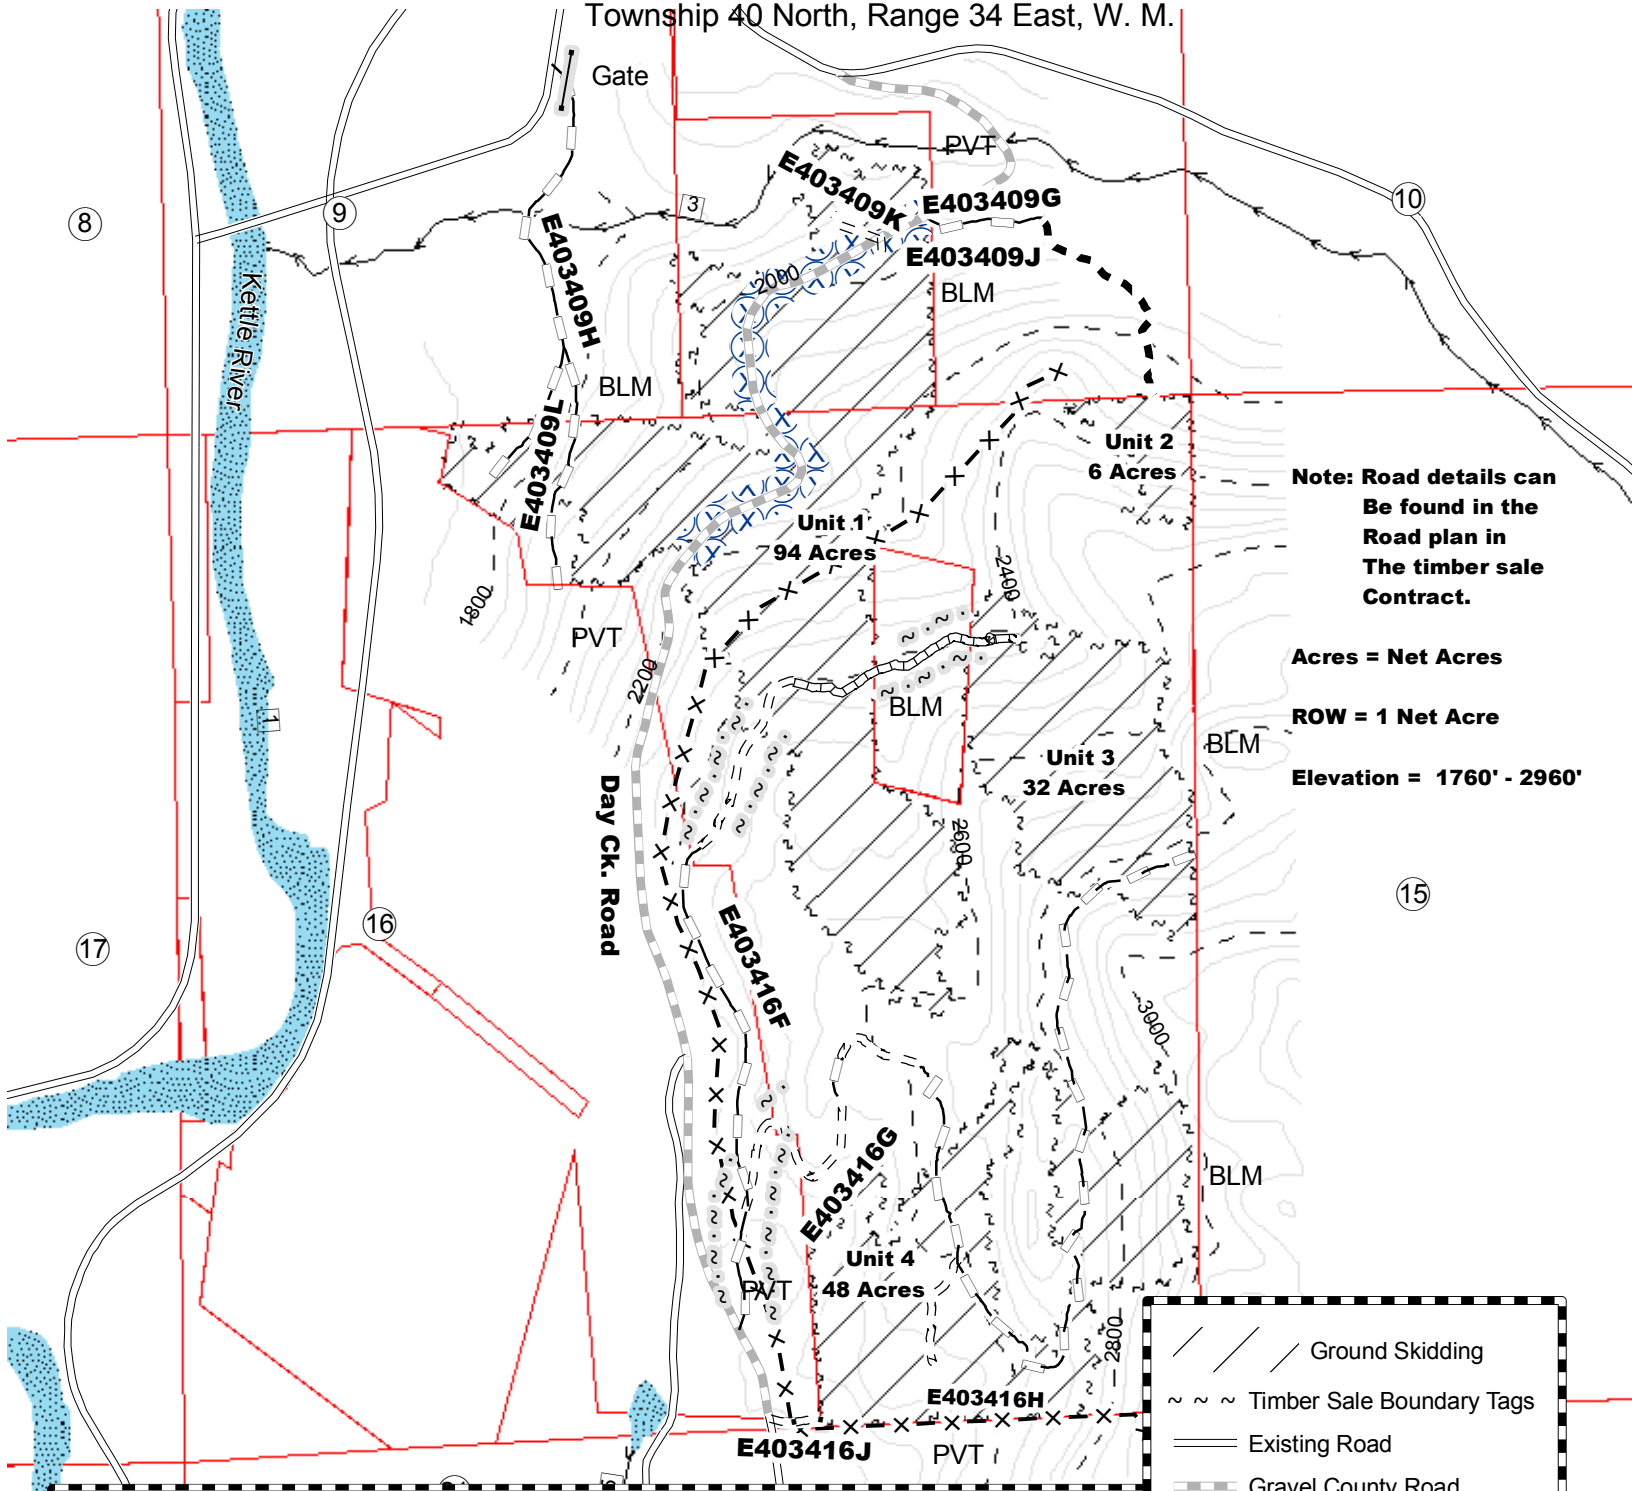 Township 40 North, Range 34 East, W. M.
Gate
PVT
E403409K
E403409G
3
10
8
9
E403409H
E403409J
2000
BLM
Kettle River
BLM
E403409L
Unit 2
6 Acres
Note: Road details can
Be found in the
Road plan in
The timber sale
Contract.
Unit 1
94 Acres
2400
1800
PVT
2200
Acres = Net Acres
BLM
ROW = 1 Net Acre
1
BLM
Unit 3
32 Acres
Elevation = 1760' - 2960'
Day Ck. Road
2600
15
16
17
E403416F
3000
E403416G
BLM
Unit 4
48 Acres
PVT
2800
Ground Skidding
E403416H
Timber Sale Boundary Tags
E403416J
PVT
Existing Road
Gravel County Road